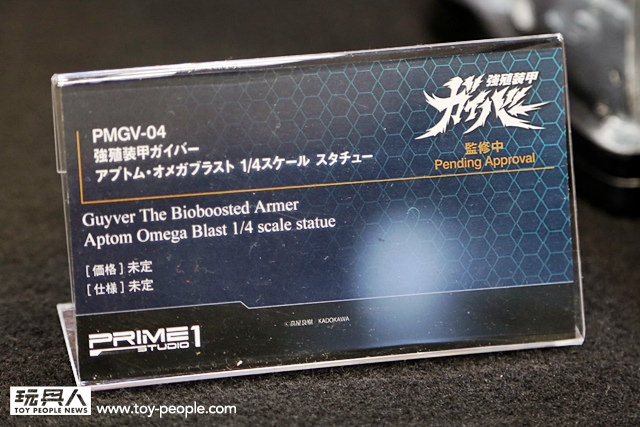 強殖装甲
ガイバー
監修中
Pending Approval
PMGV-04
強殖装甲ガイバー
アプトム・オメガブラスト 1/4スケール スタチュー
Guyver The Bioboosted Armer
Aptom Omega Blast 1/4 scale statue
[価格] 未定
[仕様] 未定
©高屋良樹 KADOKAWA
PRIME 1
STUDIO
玩具人
TOY PEOPLE NEWS
www.toy-people.com